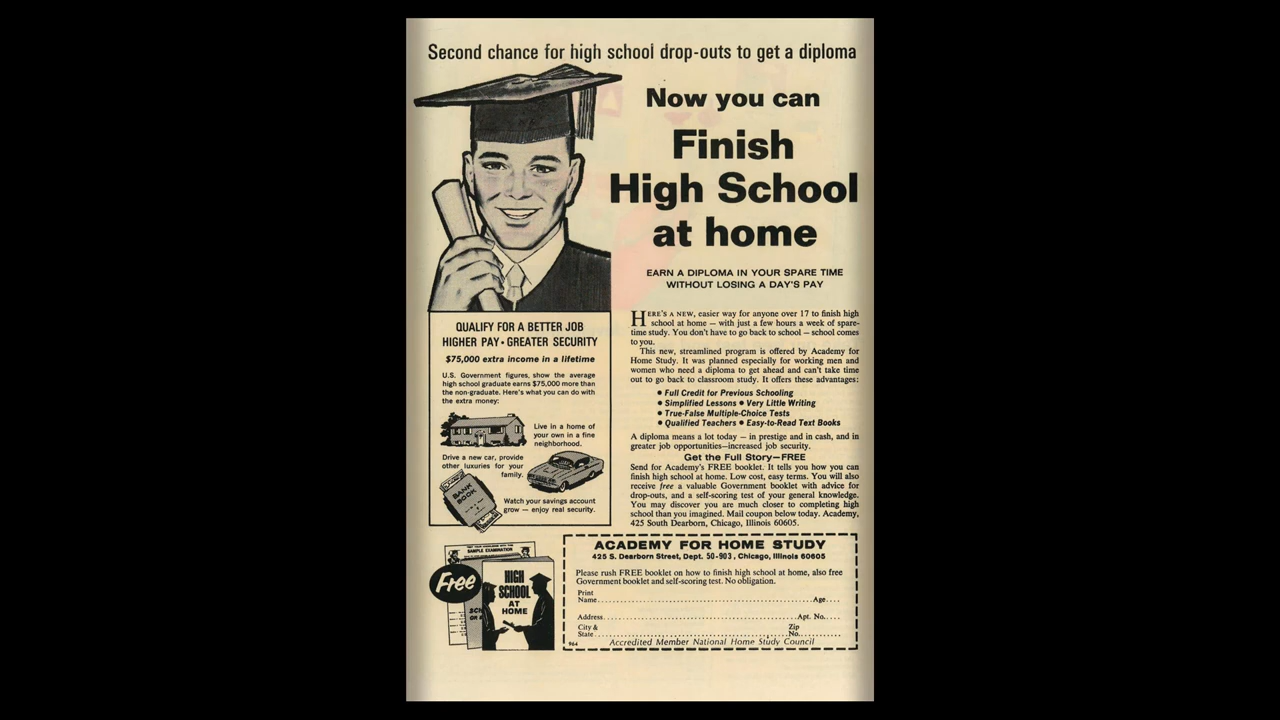 Second chance for high school drop-outs to get a diploma
Now you can
Finish
High School
at home
EARN A DIPLOMA IN YOUR SPARE TIME
WITHOUT LOSING A DAY'S PAY
QUALIFY FOR A BETTER JOB
HIGHER PAY • GREATER SECURITY
$75,000 extra income in a lifetime
U.S. Government figures, show the average
high school graduate earns $75,000 more than
the non-graduate. Here's what you can do with
the extra money:
Live in a home of
your own in a fine
neighborhood.
Drive a new car, provide
other luxuries for your
family.
BANK
BOOK
Watch your savings account
grow — enjoy real security.
HERE'S A NEW, easier way for anyone over 17 to finish high
school at home — with just a few hours a week of spare-
time study. You don't have to go back to school — school comes
to you.
This new, streamlined program is offered by Academy for
Home Study. It was planned especially for working men and
women who need a diploma to get ahead and can't take time
out to go back to classroom study. It offers these advantages:
• Full Credit for Previous Schooling
• Simplified Lessons • Very Little Writing
• True-False Multiple-Choice Tests
• Qualified Teachers • Easy-to-Read Text Books
A diploma means a lot today — in prestige and in cash, and in
greater job opportunities—increased job security.
Get the Full Story—FREE
Send for Academy's FREE booklet. It tells you how you can
finish high school at home. Low cost, easy terms. You will also
receive free a valuable Government booklet with advice for
drop-outs, and a self-scoring test of your general knowledge.
You may discover you are much closer to completing high
school than you imagined. Mail coupon below today. Academy,
425 South Dearborn, Chicago, Illinois 60605.
SAMPLE EXAMINATION
Free
HIGH
SCHOOL
AT
HOME
ACADEMY FOR HOME STUDY
425 S. Dearborn Street, Dept. 50-903, Chicago, Illinois 60605
Please rush FREE booklet on how to finish high school at home, also free
Government booklet and self-scoring test. No obligation.
Print
Name Age
Address Apt. No.
City & Zip
State No.
964 Accredited Member National Home Study Council